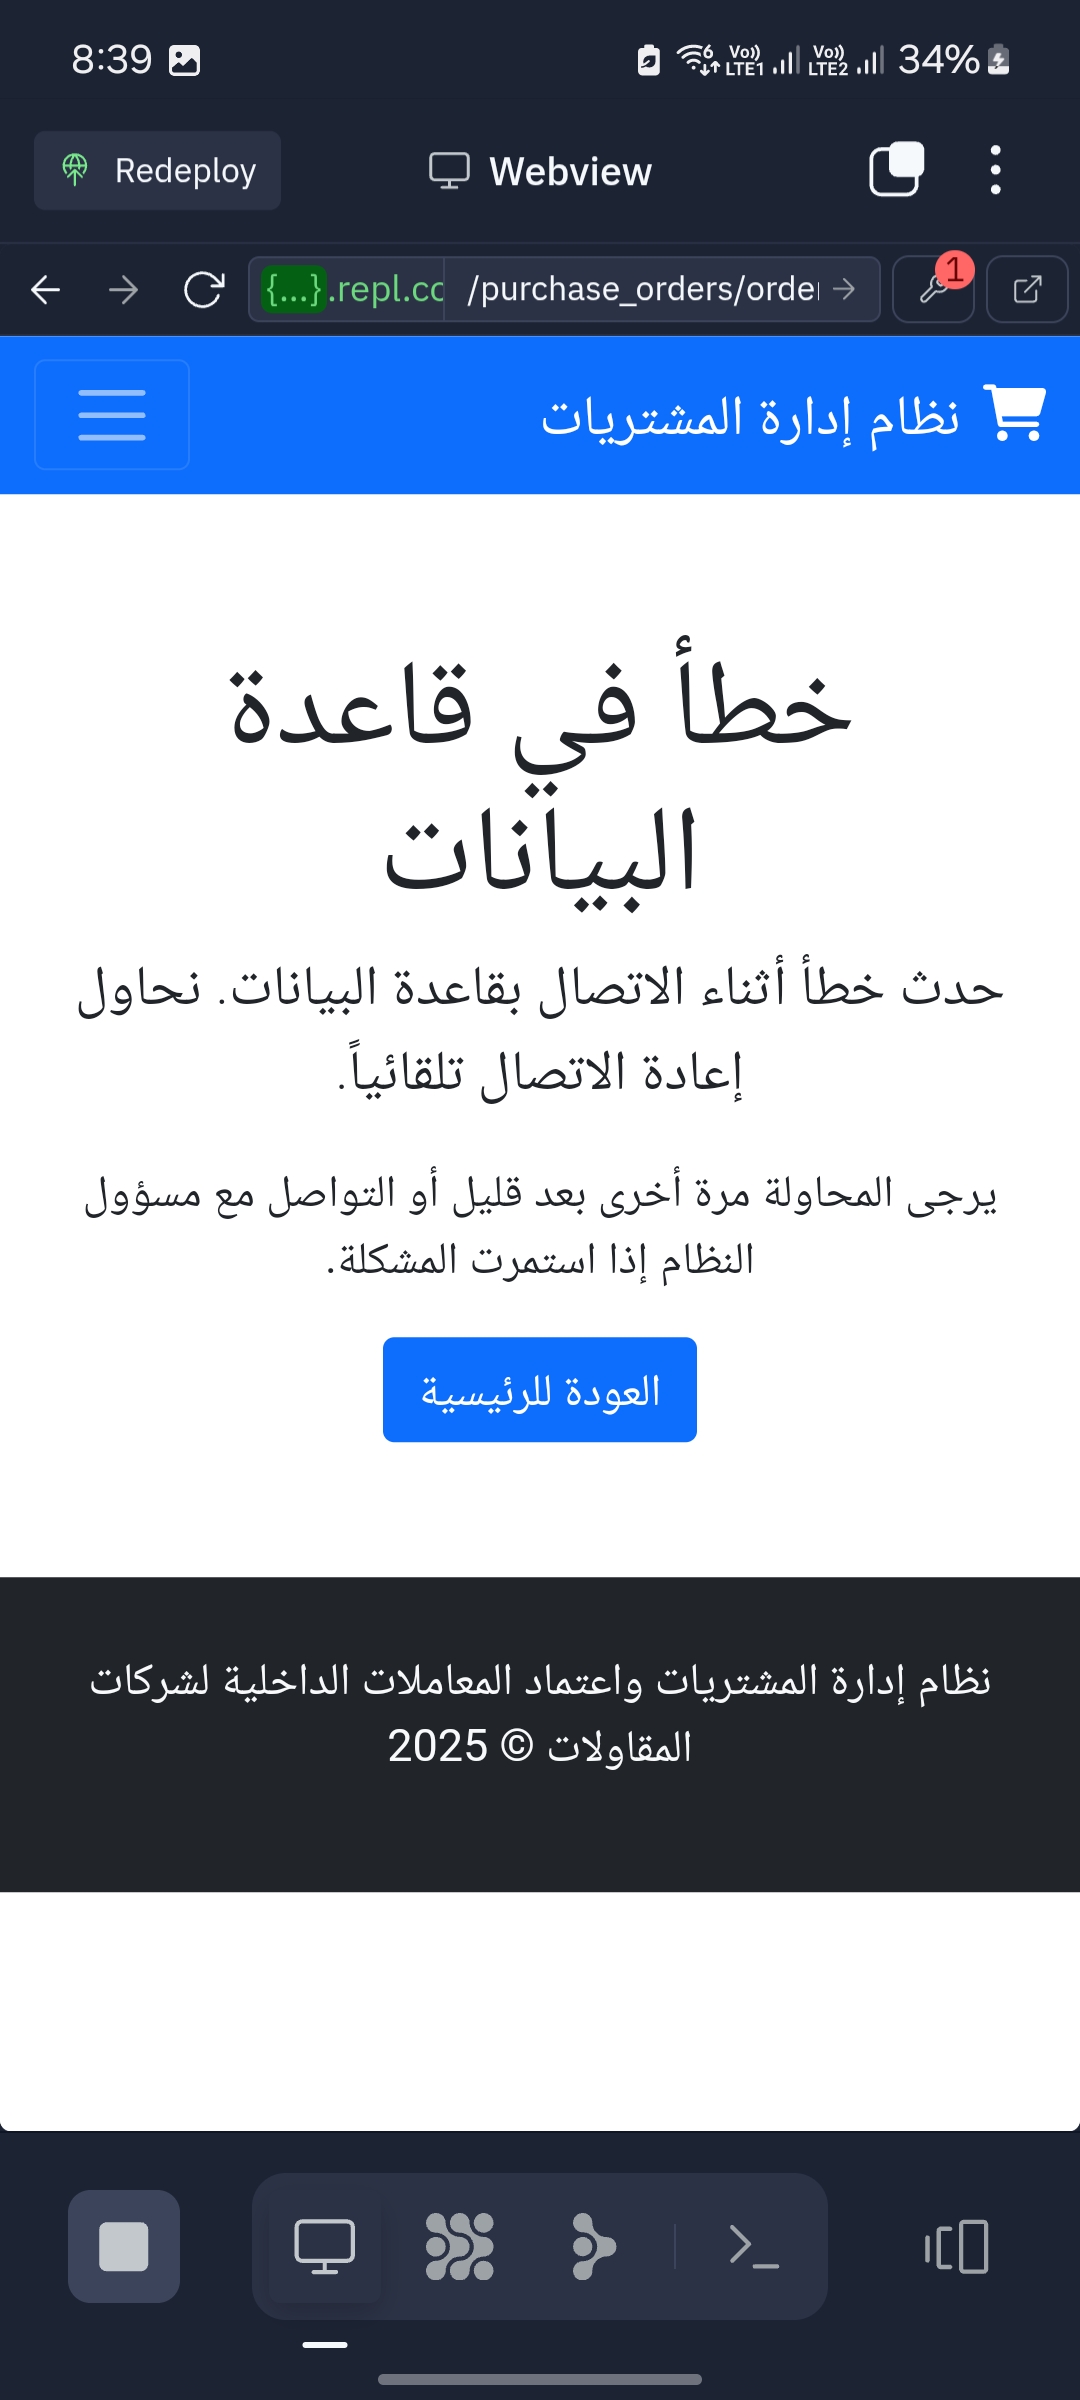 8:39
Vo)) LTE1 Vo)) LTE2 34%
Redeploy
Webview
{...}.repl.co
/purchase_orders/order
1
نظام إدارة المشتريات
خطأ في قاعدة
البيانات
حدث خطأ أثناء الاتصال بقاعدة البيانات. نحاول
إعادة الاتصال تلقائياً.
يرجى المحاولة مرة أخرى بعد قليل أو التواصل مع مسؤول
النظام إذا استمرت المشكلة.
العودة للرئيسية
نظام إدارة المشتريات واعتماد المعاملات الداخلية لشركات
المقاولات © 2025